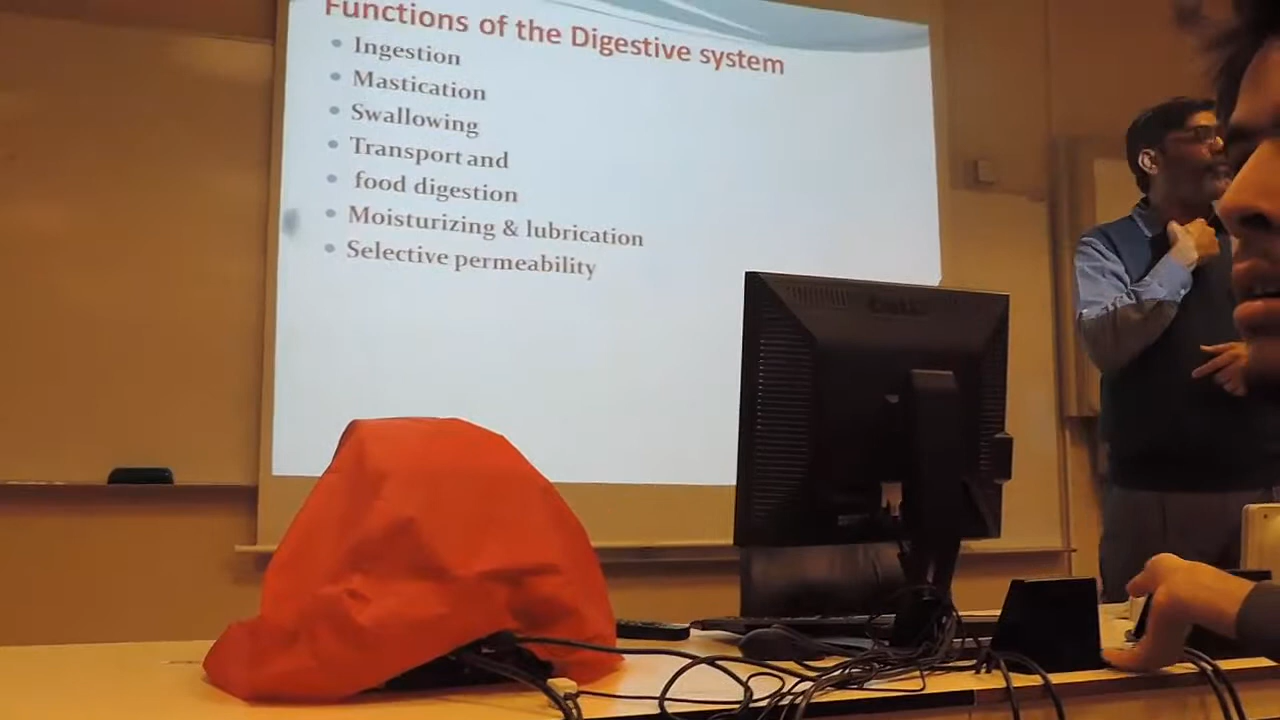 Functions of the Digestive system
Ingestion
Mastication
Swallowing
Transport and
food digestion
Moisturizing & lubrication
Selective permeability